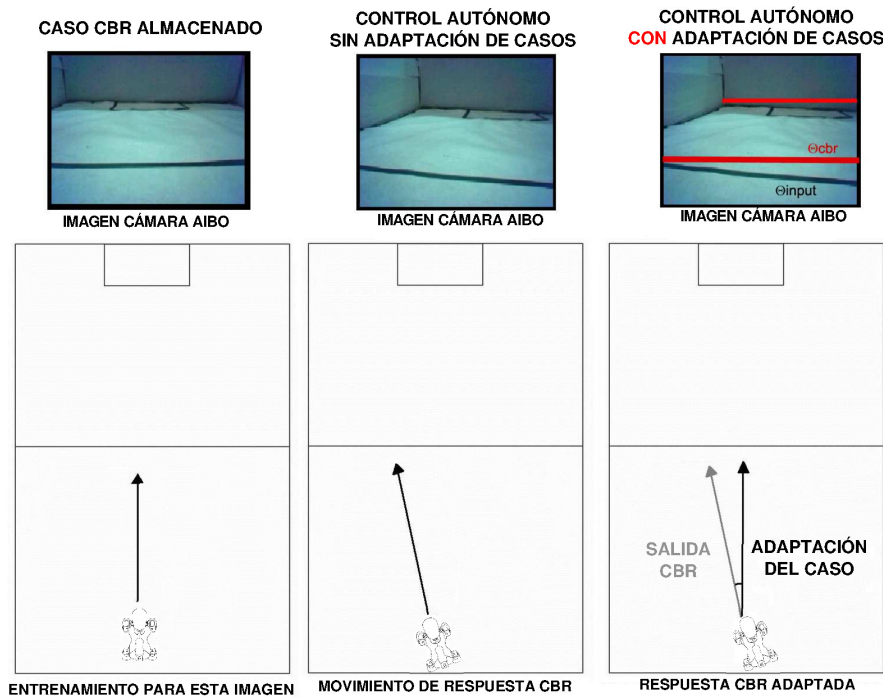 CASO CBR ALMACENADO
CONTROL AUTÓNOMO
SIN ADAPTACIÓN DE CASOS
CONTROL AUTÓNOMO
CON ADAPTACIÓN DE CASOS
Θcbr
Θinput
IMAGEN CÁMARA AIBO
IMAGEN CÁMARA AIBO
IMAGEN CÁMARA AIBO
SALIDA
CBR
ADAPTACIÓN
DEL CASO
ENTRENAMIENTO PARA ESTA IMAGEN
MOVIMIENTO DE RESPUESTA CBR
RESPUESTA CBR ADAPTADA